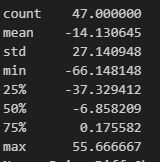 count 47.000000
mean -14.130645
std 27.140948
min -66.148148
25% -37.329412
50% -6.858209
75% 0.175582
max 55.666667